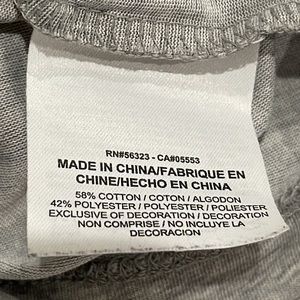 RN#56323 - CA#05553
MADE IN CHINA/FABRIQUE EN
CHINE/HECHO EN CHINA
58% COTTON / COTON / ALGODON
42% POLYESTER / POLYESTER / POLIESTER
EXCLUSIVE OF DECORATION / DECORATION
NON COMPRISE / NO INCLUYE LA
DECORACION